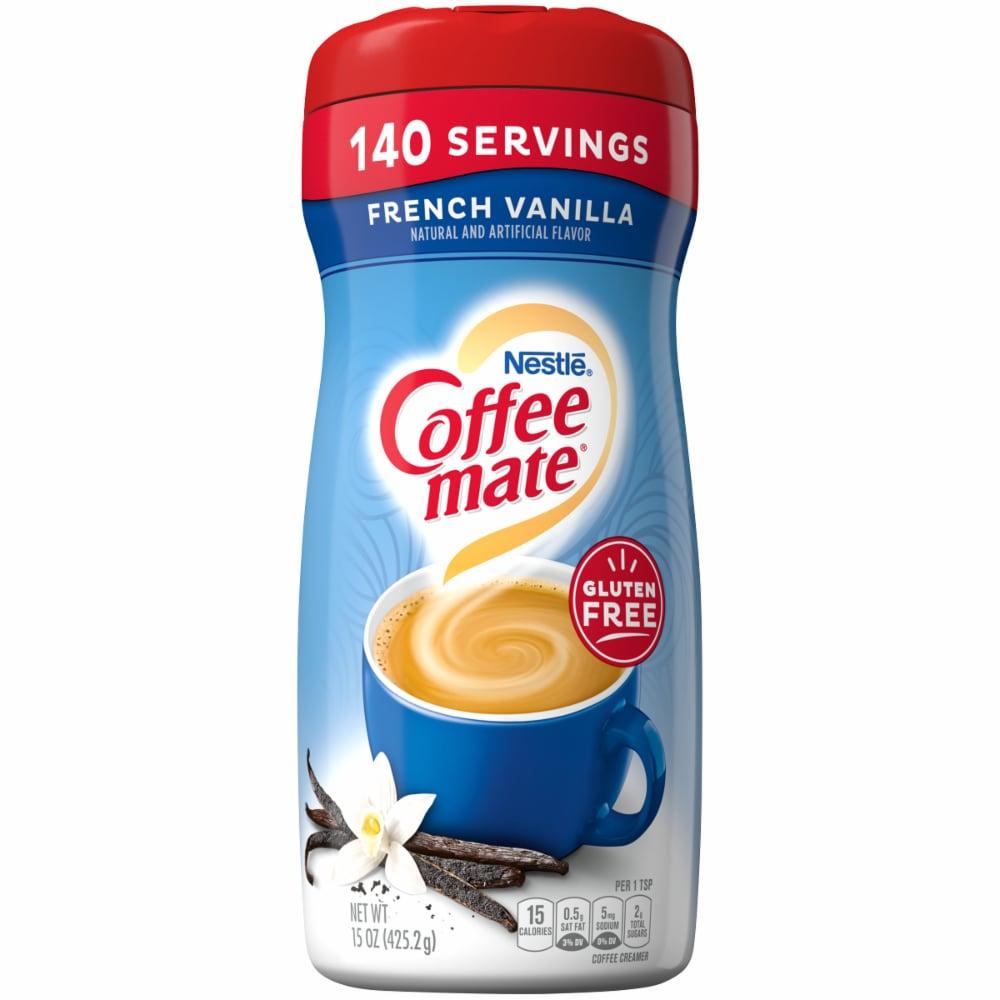 140 SERVINGS
FRENCH VANILLA
NATURAL AND ARTIFICIAL FLAVOR
Nestlé®
Coffee
mate®
GLUTEN
FREE
PER 1 TSP
15
CALORIES
0.5g
SAT FAT
3% DV
5mg
SODIUM
0% DV
2g
TOTAL
SUGARS
NET WT
15 OZ (425.2g)
COFFEE CREAMER